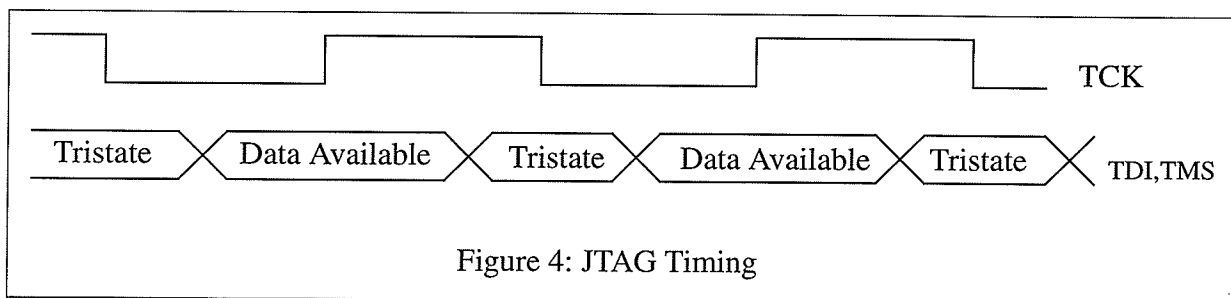 TCK
Tristate Data Available Tristate Data Available Tristate TDI,TMS
Figure 4: JTAG Timing